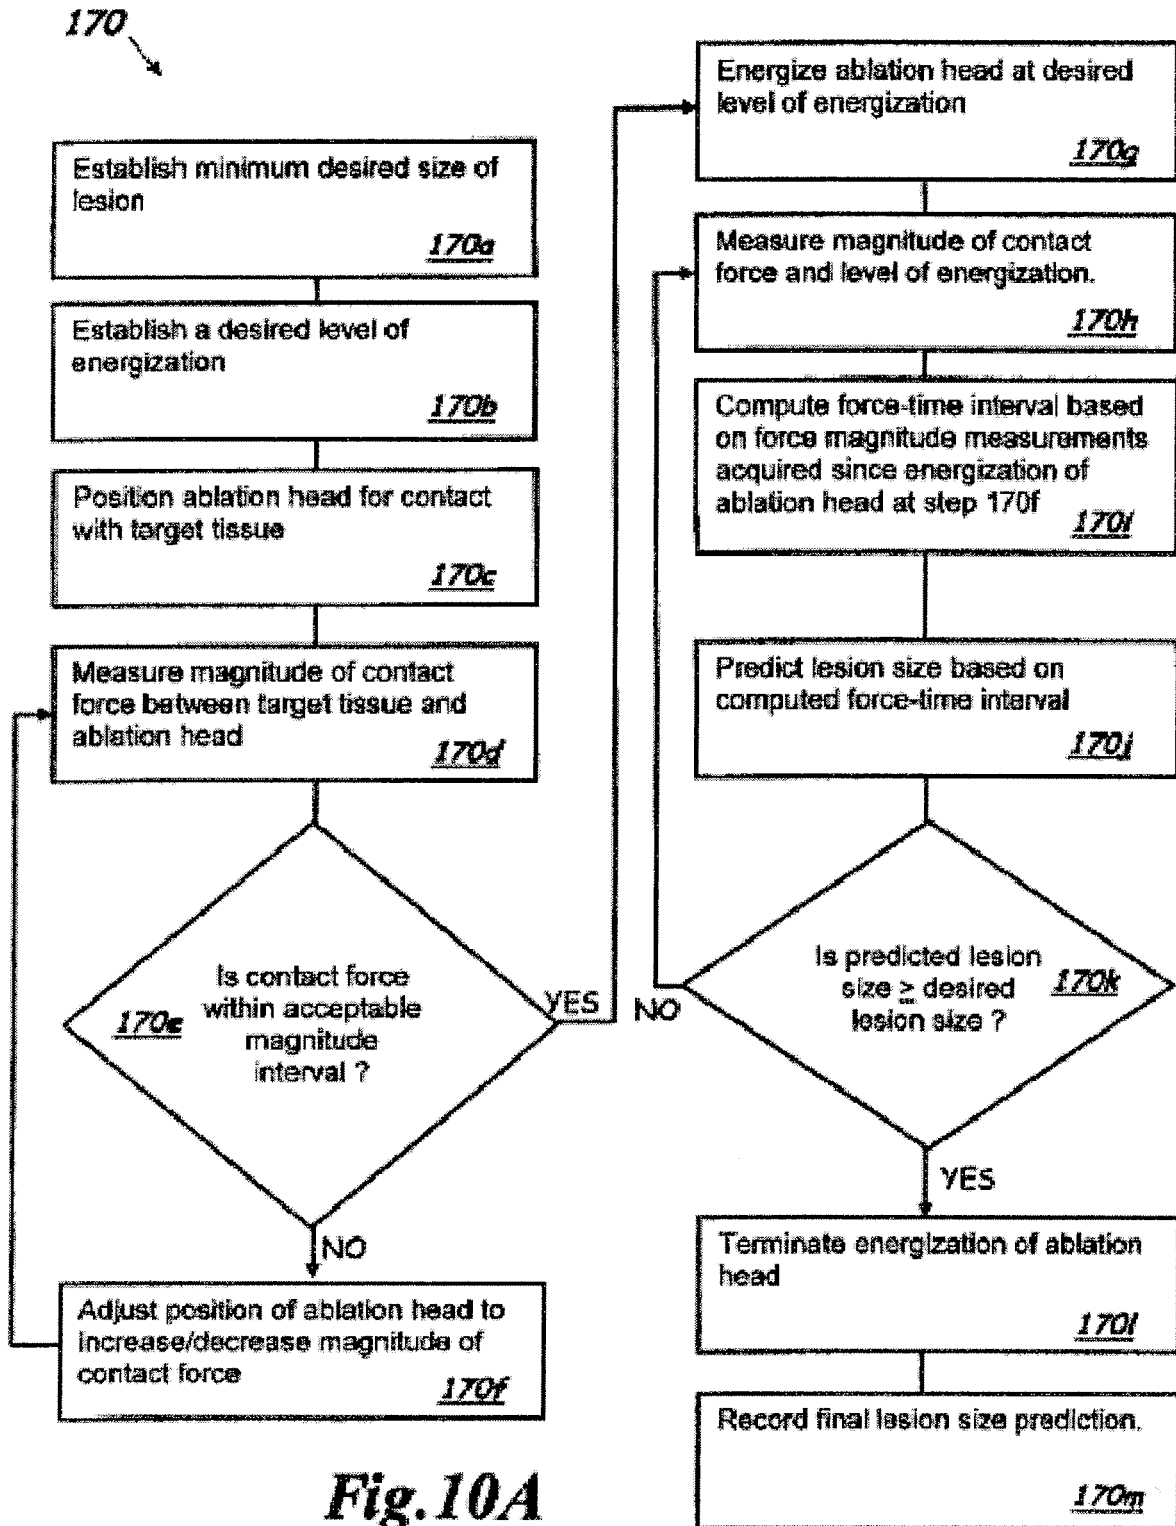 170
Establish minimum desired size of
lesion
170a
Establish a desired level of
energization
170b
Position ablation head for contact
with target tissue
170c
Measure magnitude of contact
force between target tissue and
ablation head
170d
Is contact force
within acceptable
magnitude
interval ?
170e
YES
NO
Adjust position of ablation head to
increase/decrease magnitude of
contact force
170f
Energize ablation head at desired
level of energization
170g
Measure magnitude of contact
force and level of energization.
170h
Compute force-time interval based
on force magnitude measurements
acquired since energization of
ablation head at step 170f
170i
Predict lesion size based on
computed force-time interval
170j
Is predicted lesion
size ≥ desired
lesion size ?
170k
NO
YES
Terminate energization of ablation
head
170l
Record final lesion size prediction.
170m
Fig.10A